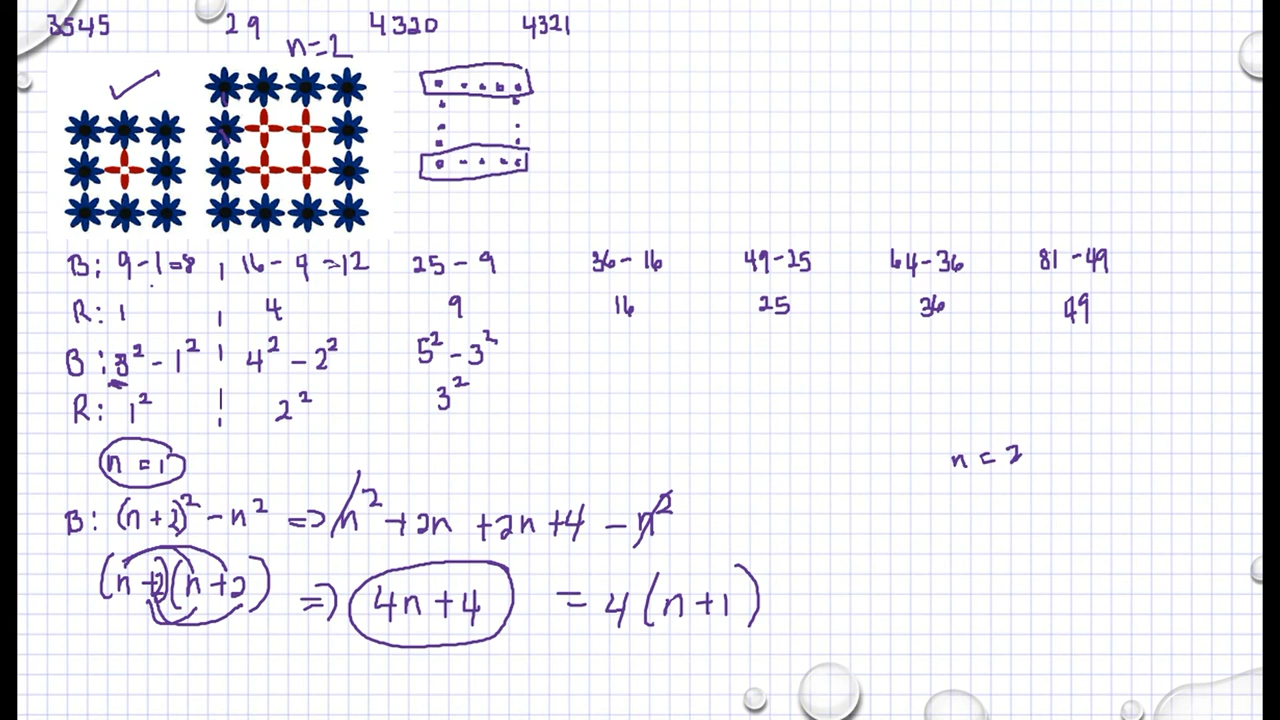 3545 29 4320 4321
n=2
B: 9-1=8 , 16-4=12 25-9 36-16 49-25 64-36 81-49
R: 1 , 4 9 16 25 36 49
B: 3² - 1² , 4² - 2² 5² - 3²
R: 1² , 2² 3²
n = 1 n = 2
B: (n+2)² - n² => n² + 2n + 2n + 4 - n²
(n+2)(n+2) => 4n + 4 = 4(n+1)